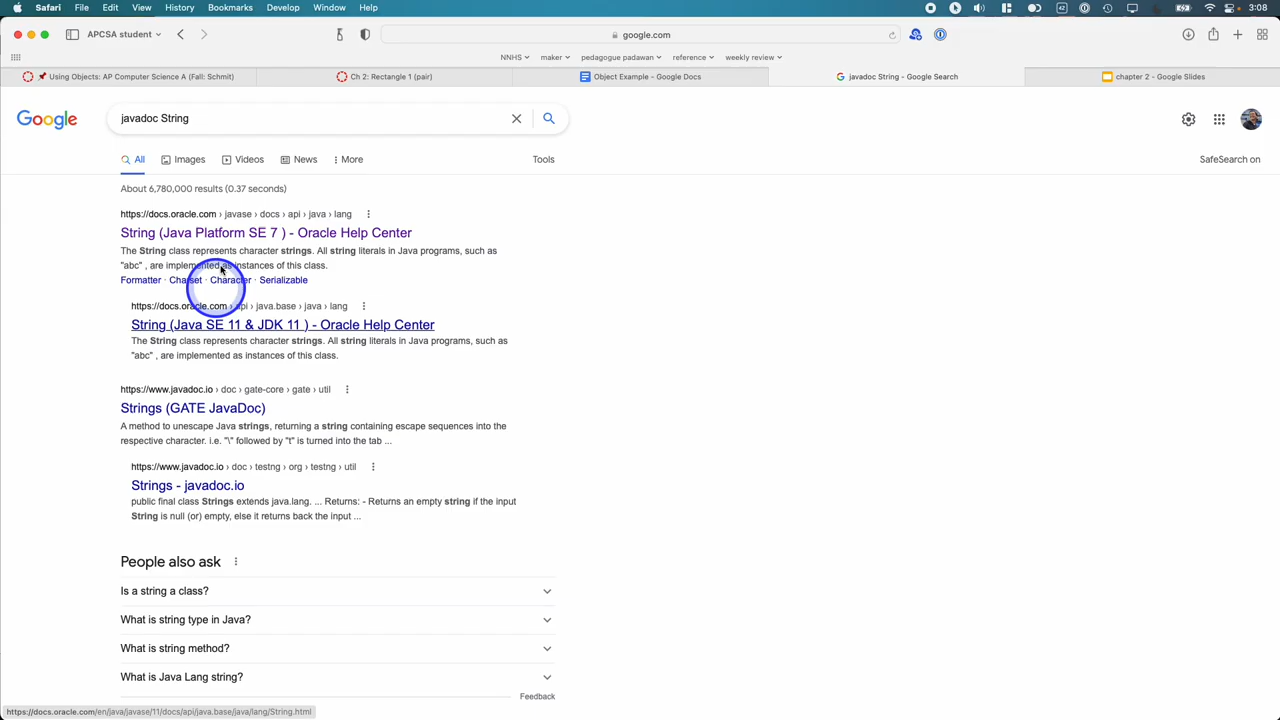 Safari File Edit View History Bookmarks Develop Window Help 3:08
APCSA student google.com
NNHS maker pedagogue padawan reference weekly review
Using Objects: AP Computer Science A (Fall: Schmit) Ch 2: Rectangle 1 (pair) Object Example - Google Docs javadoc String - Google Search chapter 2 - Google Slides
Google javadoc String
All Images Videos News More Tools SafeSearch on
About 6,780,000 results (0.37 seconds)
https://docs.oracle.com › javase › docs › api › java › lang
String (Java Platform SE 7 ) - Oracle Help Center
The String class represents character strings. All string literals in Java programs, such as
"abc" , are implemented as instances of this class.
Formatter · Charset · Character · Serializable
https://docs.oracle.com › api › java.base › java › lang
String (Java SE 11 & JDK 11 ) - Oracle Help Center
The String class represents character strings. All string literals in Java programs, such as
"abc" , are implemented as instances of this class.
https://www.javadoc.io › doc › gate-core › gate › util
Strings (GATE JavaDoc)
A method to unescape Java strings, returning a string containing escape sequences into the
respective character. i.e. "\" followed by "t" is turned into the tab ...
https://www.javadoc.io › doc › testng › org › testng › util
Strings - javadoc.io
public final class Strings extends java.lang. ... Returns: - Returns an empty string if the input
String is null (or) empty, else it returns back the input ...
People also ask
Is a string a class?
What is string type in Java?
What is string method?
What is Java Lang string?
Feedback
https://docs.oracle.com/en/java/javase/11/docs/api/java.base/java/lang/String.html